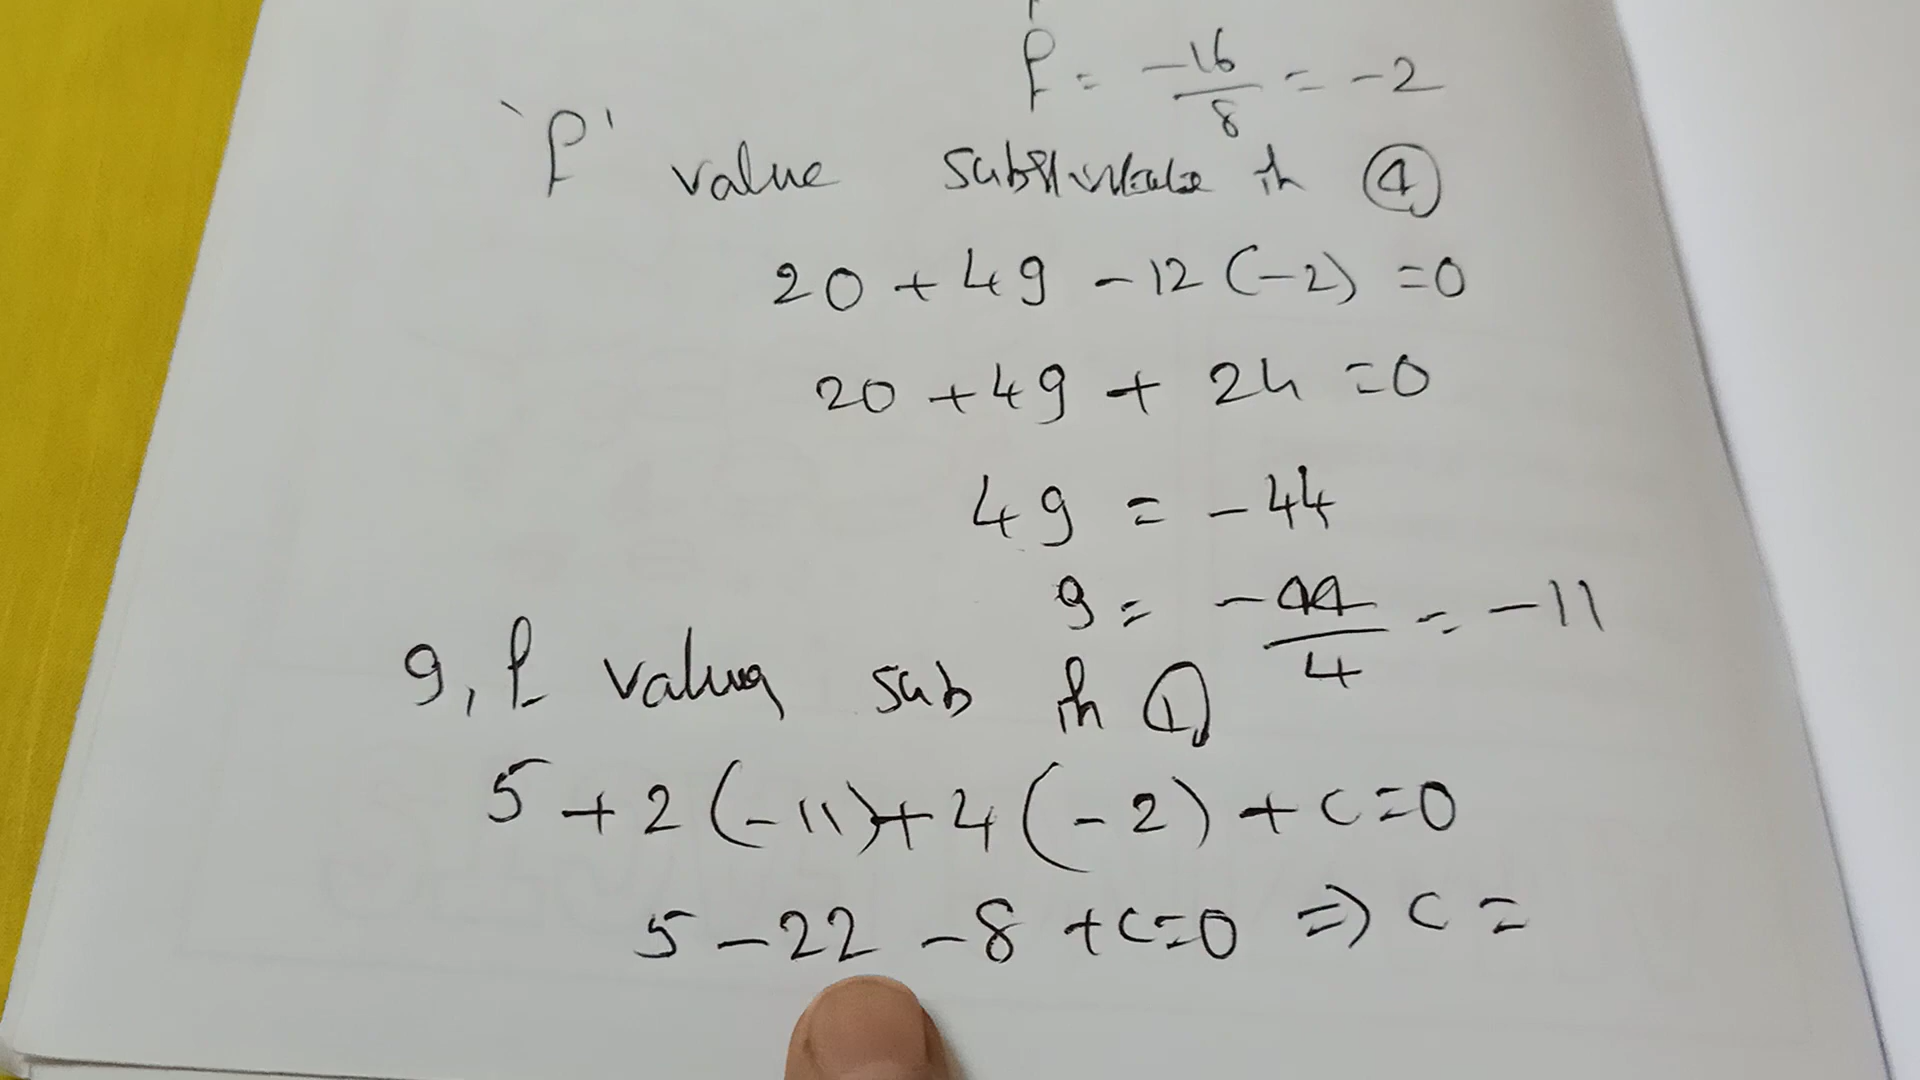 f = -16/8 = -2
'f' value substitute in ④
20 + 4g - 12 (-2) = 0
20 + 4g + 24 = 0
4g = -44
g = -44/4 = -11
g, f values sub in ①
5 + 2 (-11) + 4 (-2) + c = 0
5 - 22 - 8 + c = 0 ⇒ c =